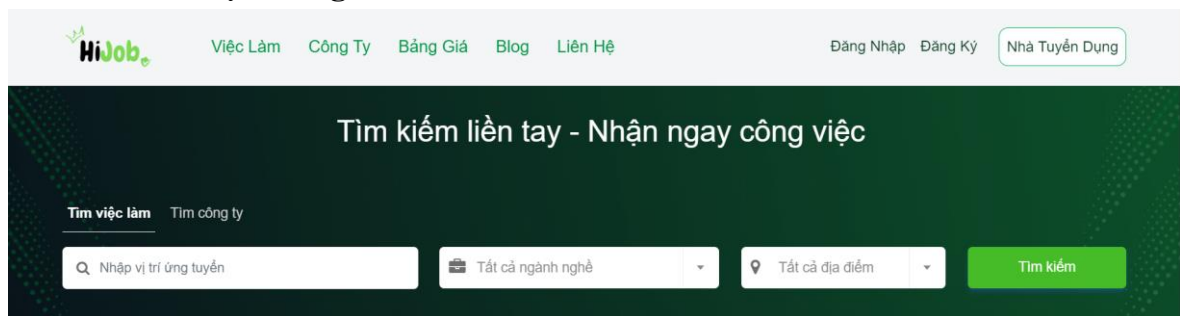 HiJob
Việc Làm Công Ty Bảng Giá Blog Liên Hệ Đăng Nhập Đăng Ký Nhà Tuyển Dụng
Tìm kiếm liền tay - Nhận ngay công việc
Tìm việc làm Tìm công ty
Nhập vị trí ứng tuyển Tất cả ngành nghề Tất cả địa điểm Tìm kiếm